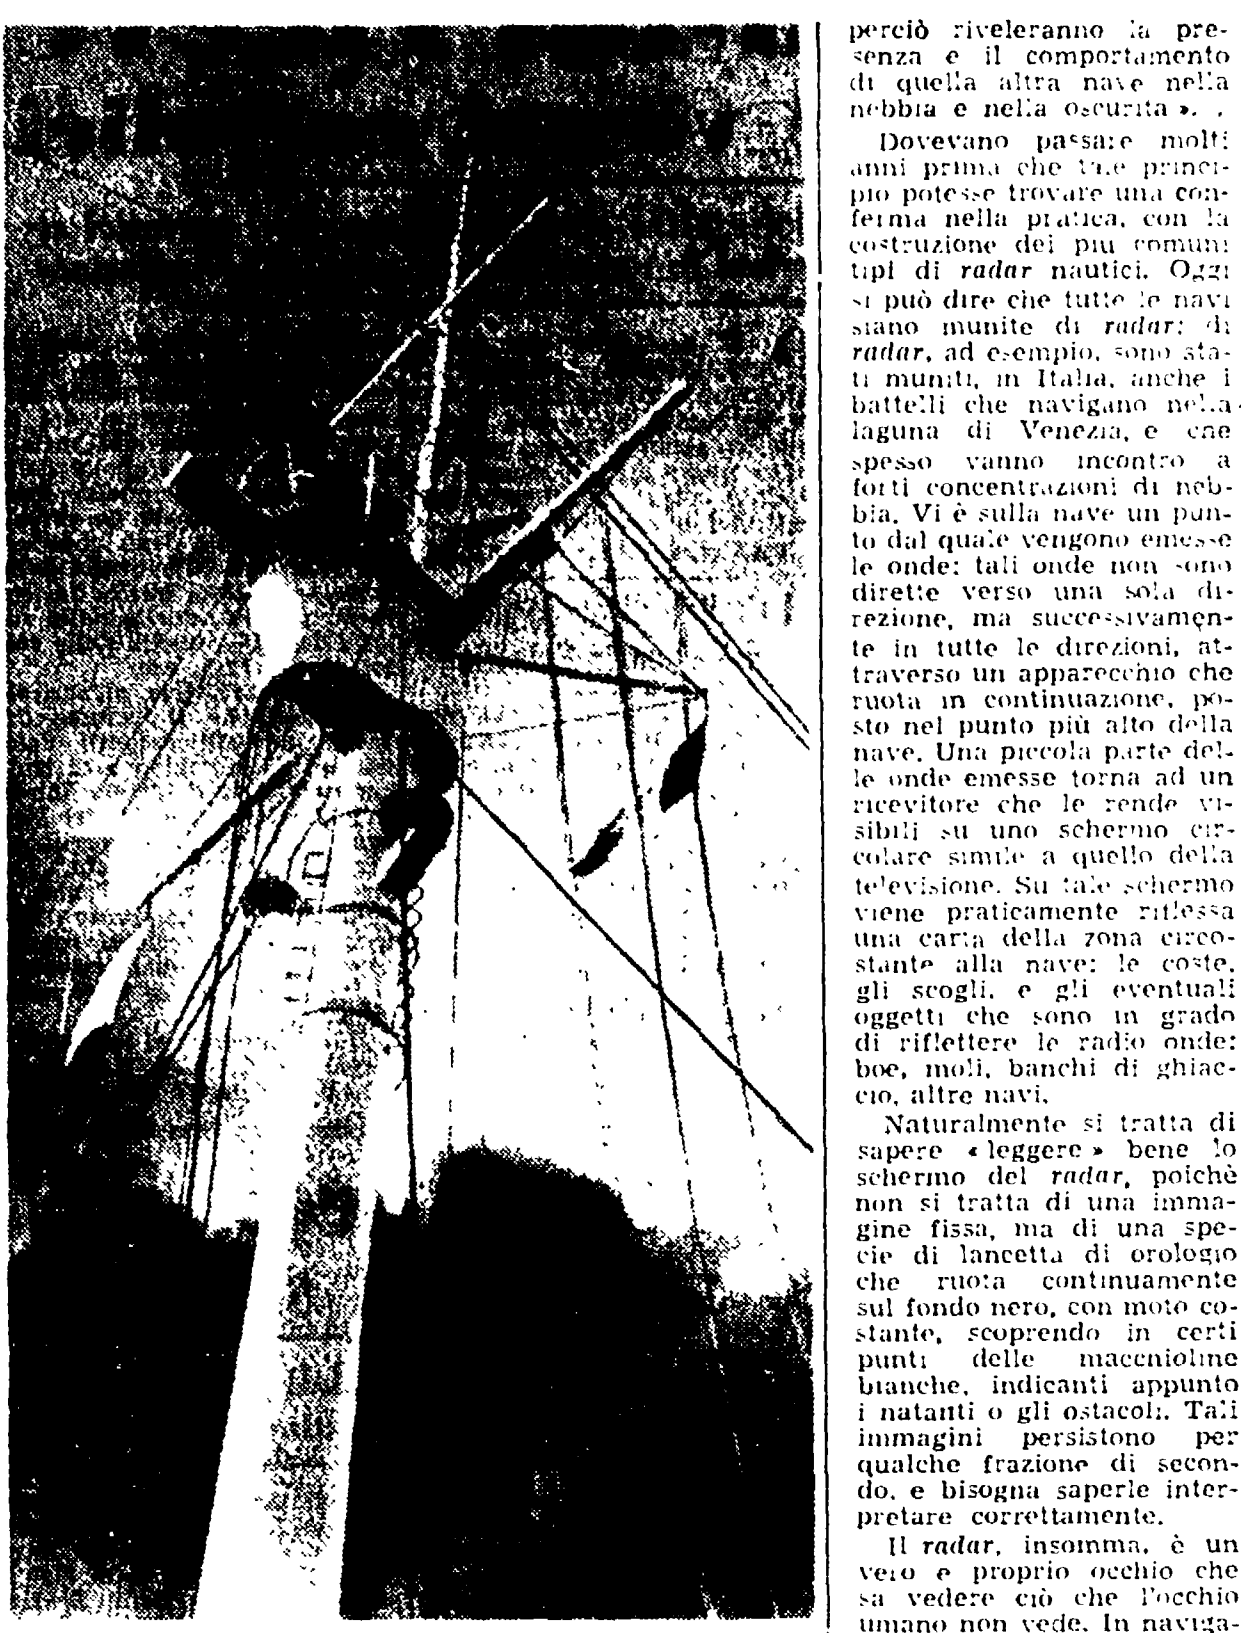 perciò riveleranno la pre-
senza e il comportamento
di quella altra nave nella
nebbia e nella oscurita ».
Dovevano passare molti
anni prima che tale princi-
pio potesse trovare una con-
ferma nella pratica, con la
costruzione dei piu comuni
tipi di radar nautici. Oggi
si può dire che tutte le navi
siano munite di radar: di
radar, ad esempio, sono sta-
ti muniti, in Italia, anche i
battelli che navigano nella
laguna di Venezia, e che
spesso vanno incontro a
forti concentrazioni di neb-
bia. Vi è sulla nave un pun-
to dal quale vengono emesse
le onde: tali onde non sono
dirette verso una sola di-
rezione, ma successivamen-
te in tutte le direzioni, at-
traverso un apparecchio che
ruota in continuazione, po-
sto nel punto più alto della
nave. Una piccola parte del-
le onde emesse torna ad un
ricevitore che le rende vi-
sibili su uno schermo cir-
colare simile a quello della
televisione. Su tale schermo
viene praticamente riflessa
una carta della zona circo-
stante alla nave: le coste,
gli scogli, e gli eventuali
oggetti che sono in grado
di riflettere le radio onde:
boe, moli, banchi di ghiac-
cio, altre navi.
Naturalmente si tratta di
sapere « leggere » bene lo
schermo del radar, poichè
non si tratta di una imma-
gine fissa, ma di una spe-
cie di lancetta di orologio
che ruota continuamente
sul fondo nero, con moto co-
stante, scoprendo in certi
punti delle macchioline
bianche, indicanti appunto
i natanti o gli ostacoli. Tali
immagini persistono per
qualche frazione di secon-
do, e bisogna saperle inter-
pretare correttamente.
Il radar, insomma, è un
vero e proprio occhio che
sa vedere ciò che l'occhio
umano non vede. In naviga-